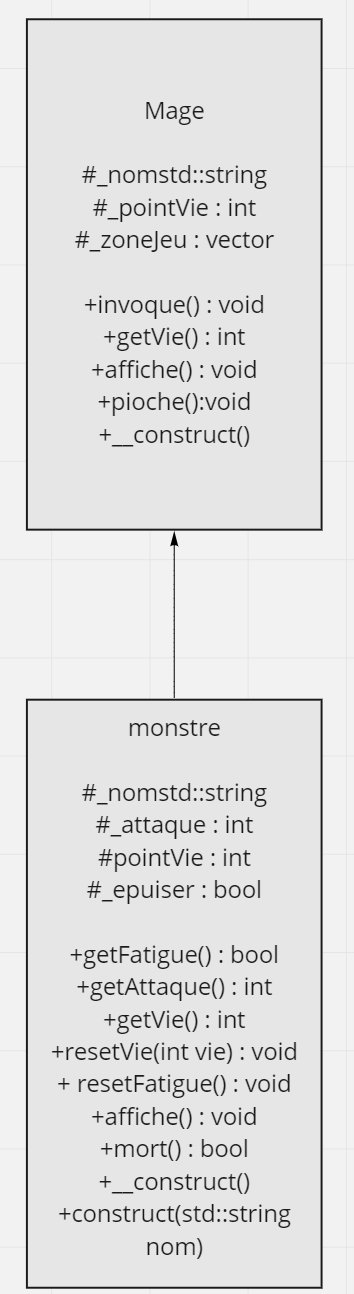 Mage
#_nomstd::string
#_pointVie : int
#_zoneJeu : vector
+invoque() : void
+getVie() : int
+affiche() : void
+pioche():void
+__construct()
monstre
#_nomstd::string
#_attaque : int
#pointVie : int
#_epuiser : bool
+getFatigue() : bool
+getAttaque() : int
+getVie() : int
+resetVie(int vie) : void
+ resetFatigue() : void
+affiche() : void
+mort() : bool
+__construct()
+construct(std::string
nom)